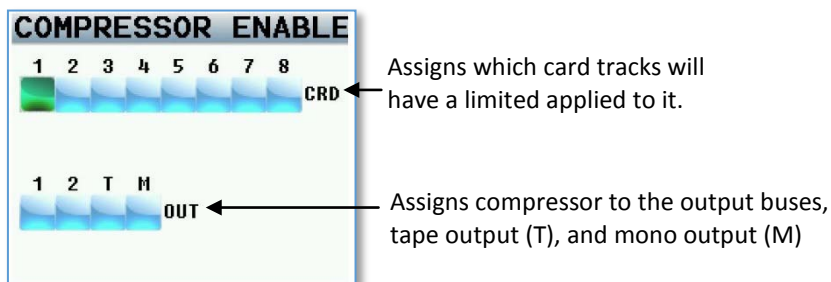 COMPRESSOR ENABLE
1 2 3 4 5 6 7 8
CRD
Assigns which card tracks will
have a limited applied to it.
1 2 T M
OUT
Assigns compressor to the output buses,
tape output (T), and mono output (M)